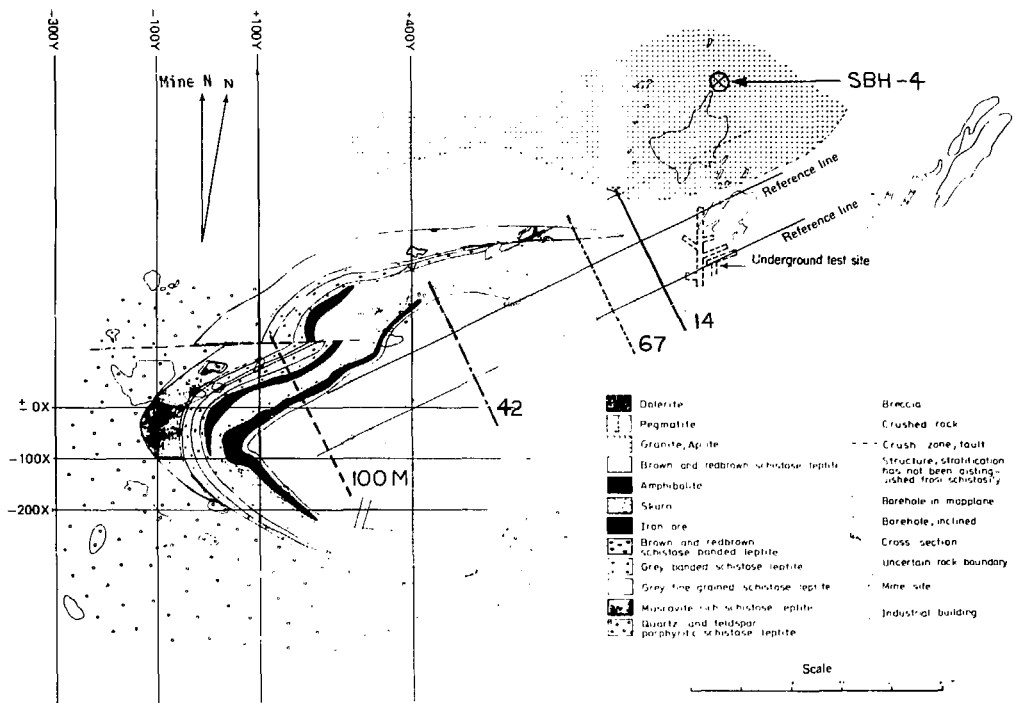 -300Y
-100Y
+100Y
+400Y
Mine N N
SBH-4
Reference line
Reference line
Underground test site
14
67
42
100 M
± 0X
-100X
-200X
Dolerite
Pegmatite
Granite, Aplite
Brown and redbrown schistose leptite
Amphibolite
Skarn
Iron ore
Brown and redbrown
schistose banded leptite
Grey banded schistose leptite
Grey fine grained schistose leptite
Muscovite rich schistose leptite
Quartz and feldspar
porphyritic schistose leptite
Breccia
Crushed rock
Crush zone, fault
Structure, stratification
has not been disting-
uished from schistosity
Borehole in mapplane
Borehole, inclined
Cross section
Uncertain rock boundary
Mine site
Industrial building
Scale